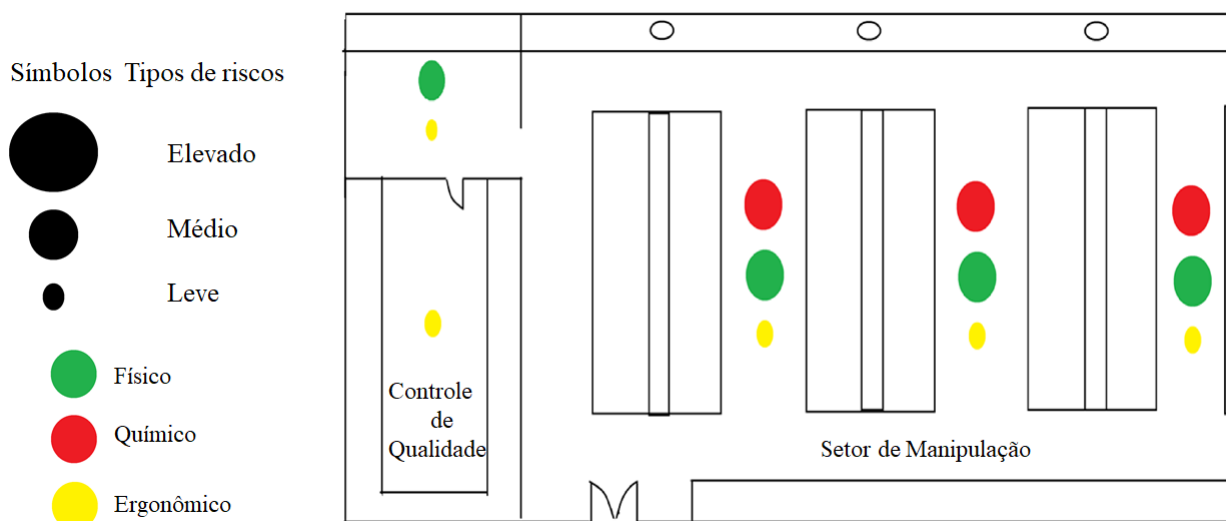 Símbolos Tipos de riscos
Elevado
Médio
Leve
Físico
Químico
Ergonômico
Controle
de
Qualidade
Setor de Manipulação